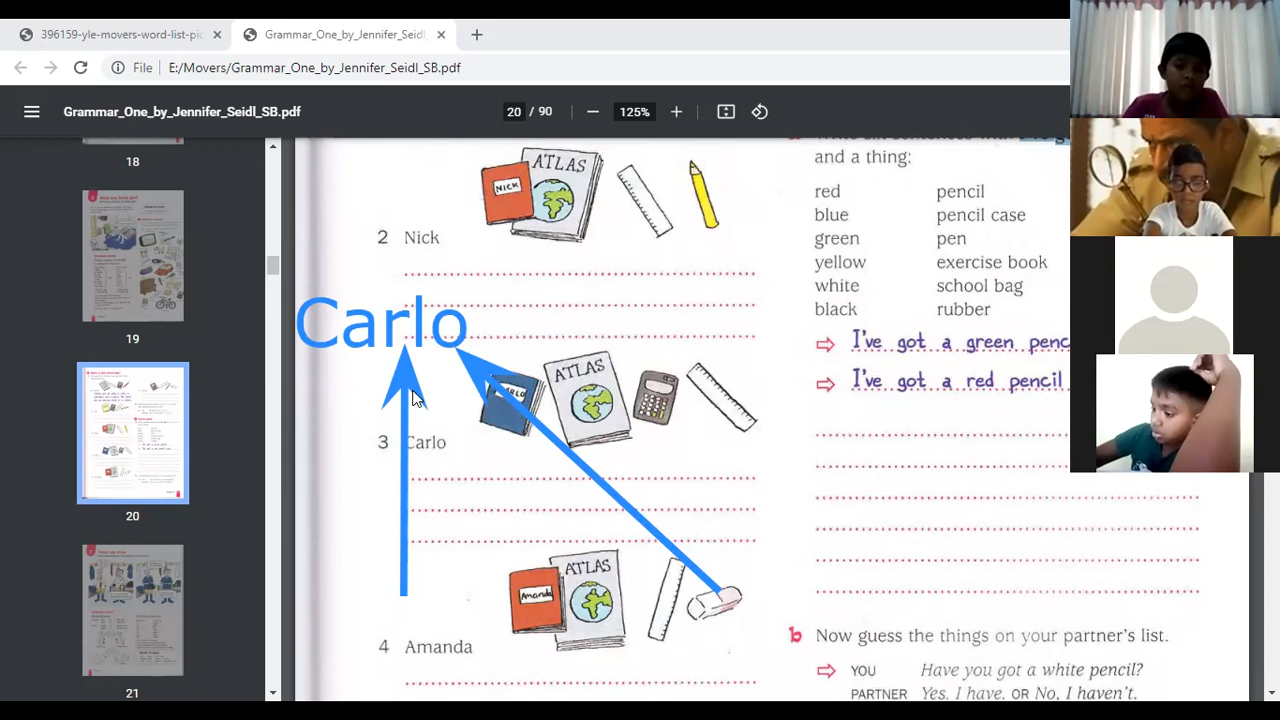 396159-yle-movers-word-list-pic
Grammar_One_by_Jennifer_Seidl_
File
E:/Movers/Grammar_One_by_Jennifer_Seidl_SB.pdf
Grammar_One_by_Jennifer_Seidl_SB.pdf
20 / 90
125%
18
19
20
21
ATLAS
NICK
2 Nick
Carlo
ATLAS
3 Carlo
ATLAS
Amanda
4 Amanda
and a thing:
red pencil
blue pencil case
green pen
yellow exercise book
white school bag
black rubber
I've got a green penc
I've got a red pencil
b Now guess the things on your partner's list.
YOU Have you got a white pencil?
PARTNER Yes, I have. OR No, I haven't.